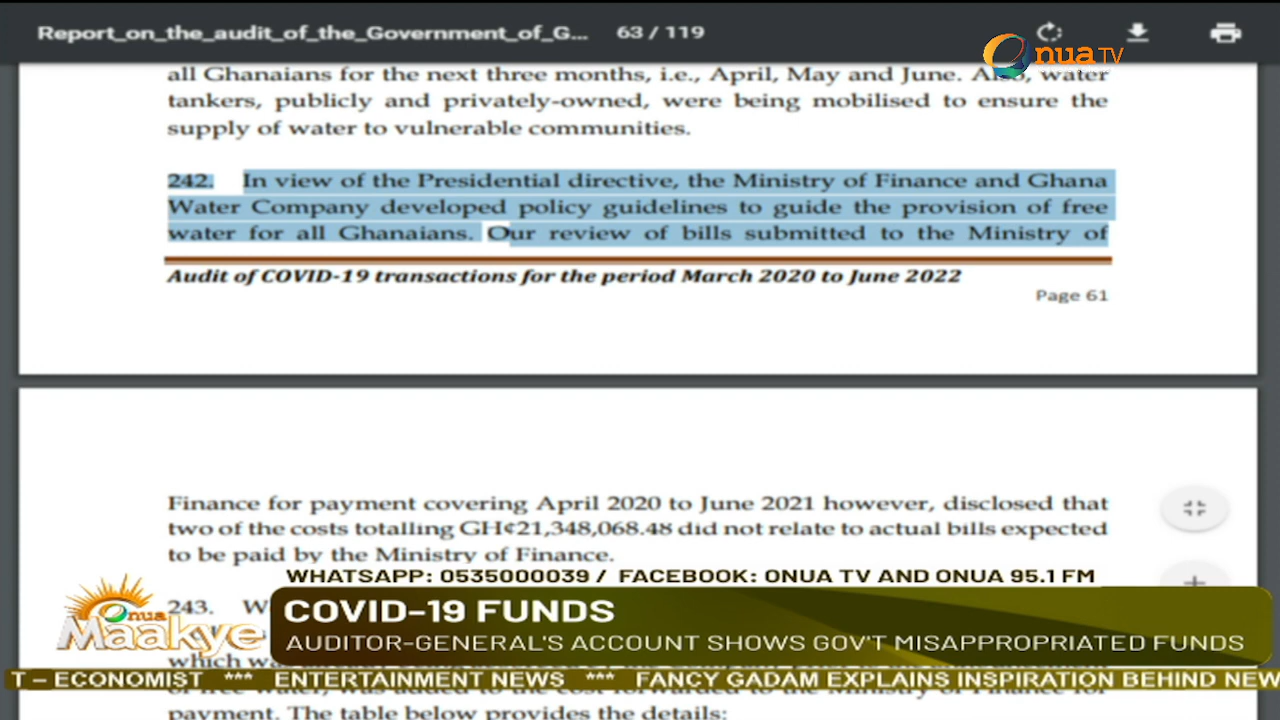 Report_on_the_audit_of_the_Government_of_G... 63 / 119
Onua TV
all Ghanaians for the next three months, i.e., April, May and June. Also, water
tankers, publicly and privately-owned, were being mobilised to ensure the
supply of water to vulnerable communities.
242. In view of the Presidential directive, the Ministry of Finance and Ghana
Water Company developed policy guidelines to guide the provision of free
water for all Ghanaians. Our review of bills submitted to the Ministry of
Audit of COVID-19 transactions for the period March 2020 to June 2022
Page 61
Finance for payment covering April 2020 to June 2021 however, disclosed that
two of the costs totalling GH¢21,348,068.48 did not relate to actual bills expected
to be paid by the Ministry of Finance.
WHATSAPP: 0535000039 / FACEBOOK: ONUA TV AND ONUA 95.1 FM
243. W
Onua
Maakye
COVID-19 FUNDS
AUDITOR-GENERAL'S ACCOUNT SHOWS GOV'T MISAPPROPRIATED FUNDS
which wa
T – ECONOMIST *** ENTERTAINMENT NEWS *** FANCY GADAM EXPLAINS INSPIRATION BEHIND NEW
payment. The table below provides the details: